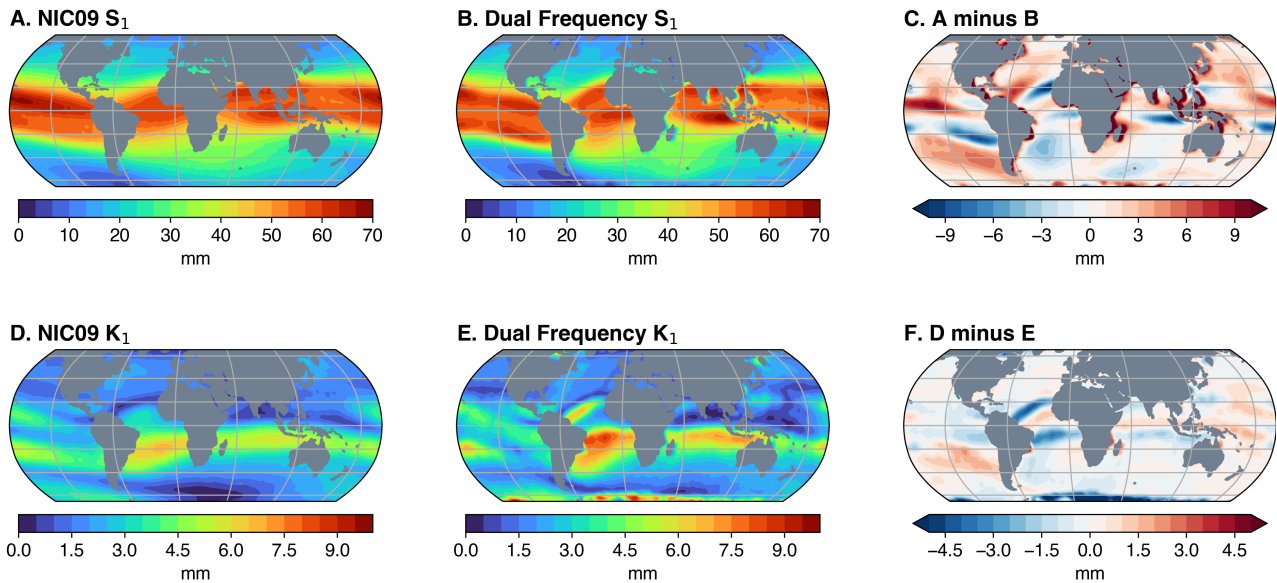 A. NIC09 S₁
B. Dual Frequency S₁
C. A minus B
0 10 20 30 40 50 60 70
mm
0 10 20 30 40 50 60 70
mm
−9 −6 −3 0 3 6 9
mm
D. NIC09 K₁
E. Dual Frequency K₁
F. D minus E
0.0 1.5 3.0 4.5 6.0 7.5 9.0
mm
0.0 1.5 3.0 4.5 6.0 7.5 9.0
mm
−4.5 −3.0 −1.5 0.0 1.5 3.0 4.5
mm